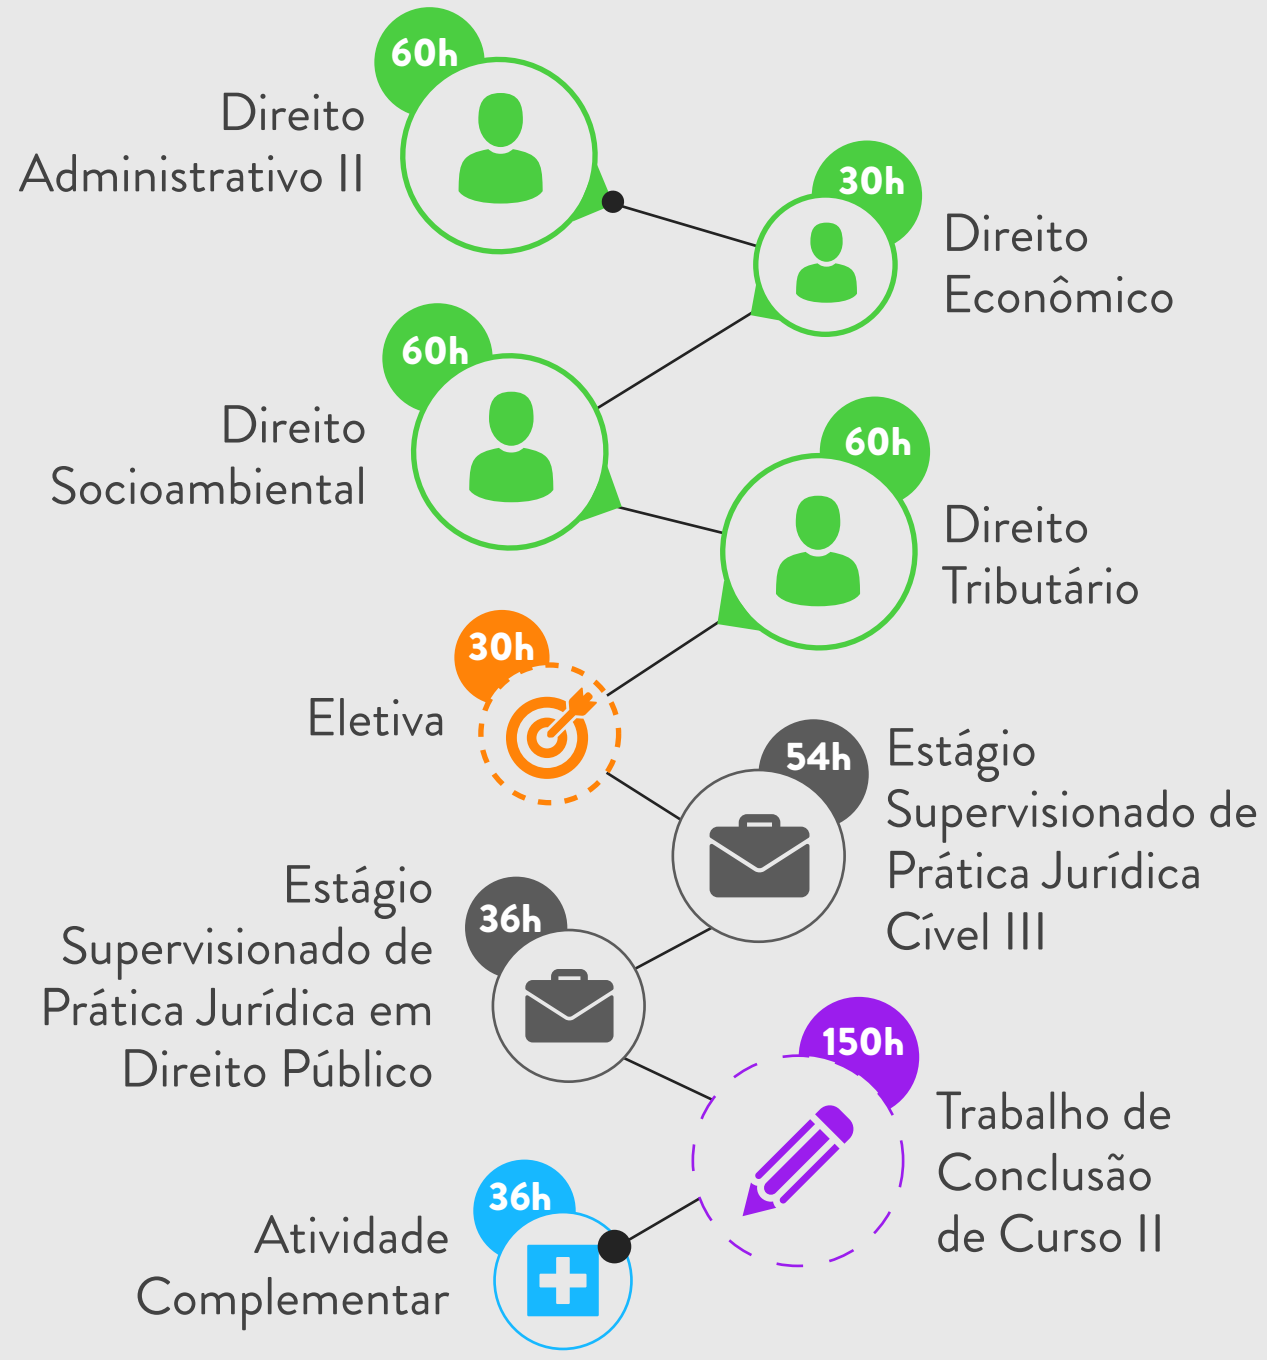 60h
Direito
Administrativo II
30h
Direito
Econômico
60h
Direito
Socioambiental
60h
Direito
Tributário
30h
Eletiva
54h
Estágio
Supervisionado de
Prática Jurídica
Cível III
36h
Estágio
Supervisionado de
Prática Jurídica em
Direito Público
150h
Trabalho de
Conclusão
de Curso II
36h
Atividade
Complementar